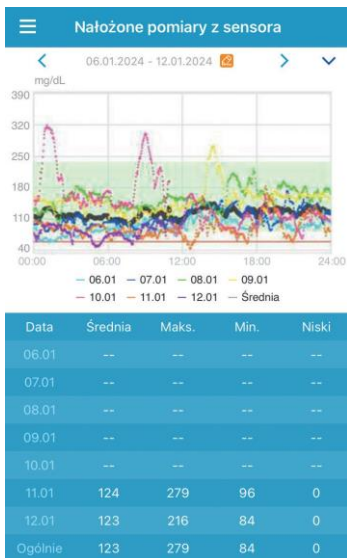 Nałożone pomiary z sensora
06.01.2024 - 12.01.2024
mg/dL
390
320
250
180
110
40
00:00 06:00 12:00 18:00 24:00
06.01 07.01 08.01 09.01
10.01 11.01 12.01 Średnia
Data Średnia Maks. Min. Niski
06.01 -- -- -- --
07.01 -- -- -- --
08.01 -- -- -- --
09.01 -- -- -- --
10.01 -- -- -- --
11.01 124 279 96 0
12.01 123 216 84 0
Ogólnie 123 279 84 0